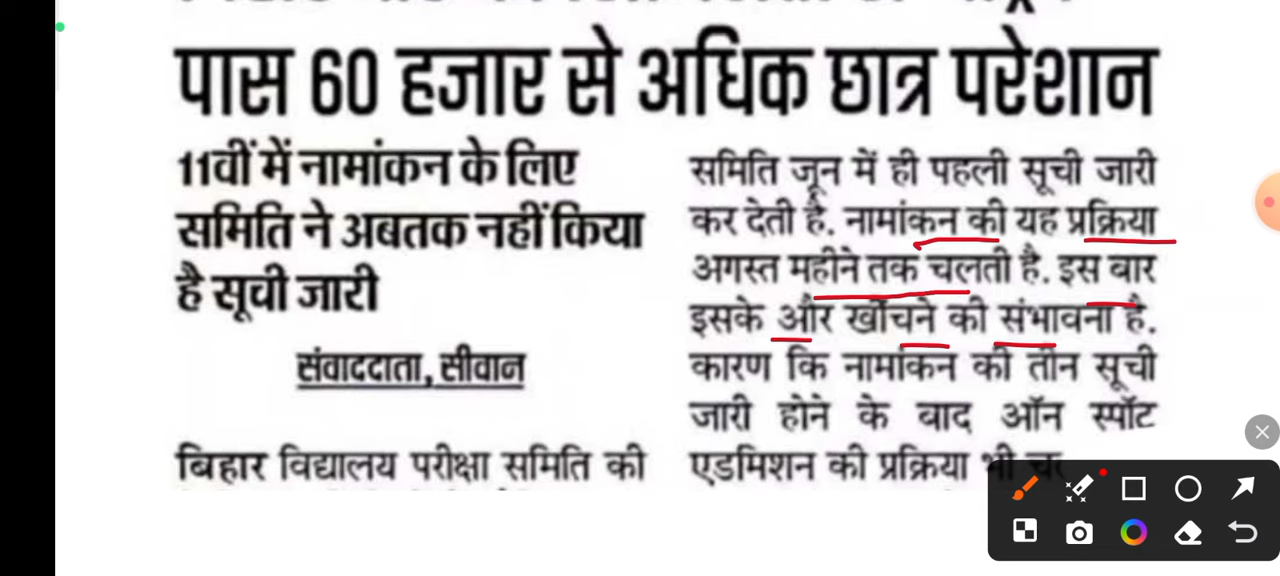 पास 60 हजार से अधिक छात्र परेशान
11वीं में नामांकन के लिए
समिति ने अबतक नहीं किया
है सूची जारी
संवाददाता, सीवान
बिहार विद्यालय परीक्षा समिति की
समिति जून में ही पहली सूची जारी
कर देती है. नामांकन की यह प्रक्रिया
अगस्त महीने तक चलती है. इस बार
इसके और खींचने की संभावना है.
कारण कि नामांकन की तीन सूची
जारी होने के बाद ऑन स्पॉट
एडमिशन की प्रक्रिया भी